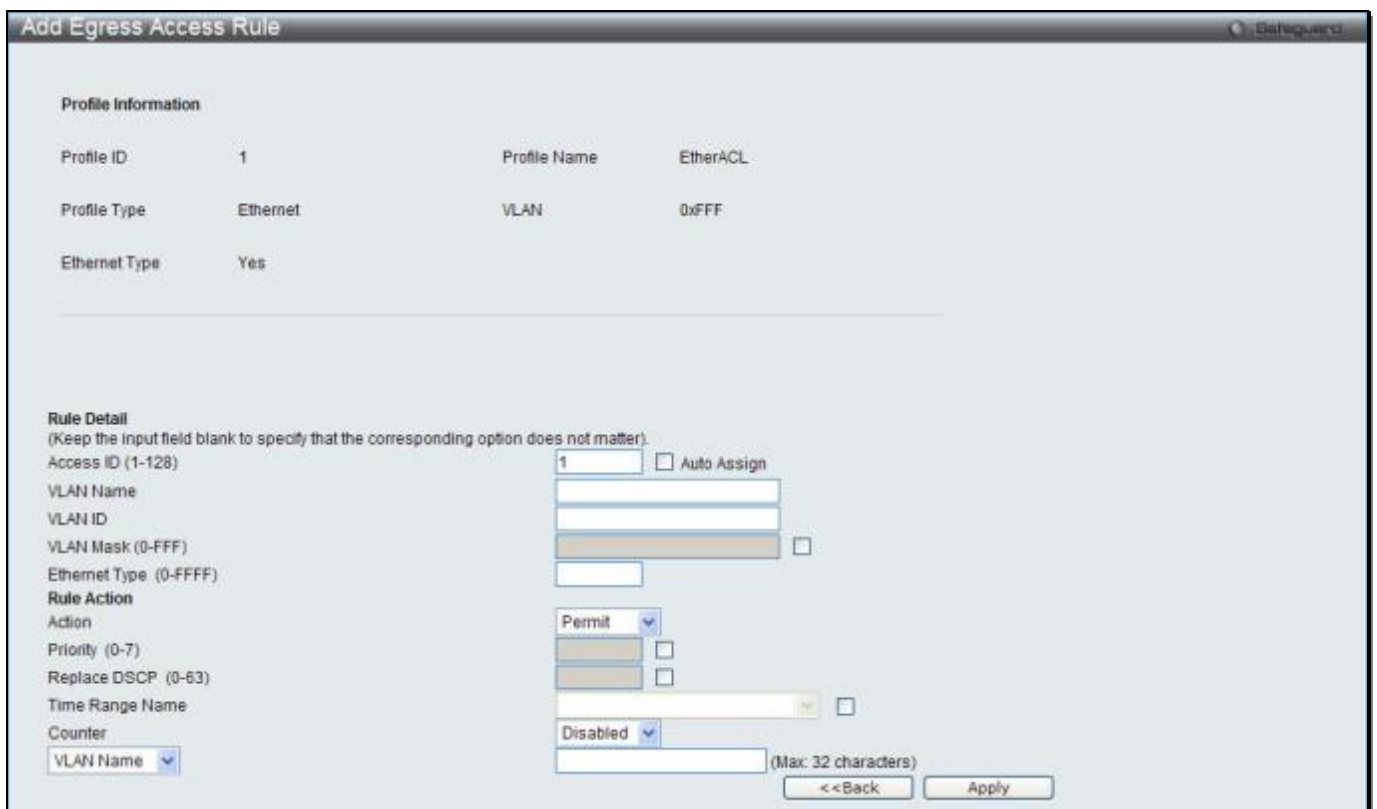 Add Egress Access Rule Safeguard
Profile Information
Profile ID 1 Profile Name EtherACL
Profile Type Ethernet VLAN 0xFFF
Ethernet Type Yes
Rule Detail
(Keep the input field blank to specify that the corresponding option does not matter).
Access ID (1-128) 1 Auto Assign
VLAN Name
VLAN ID
VLAN Mask (0-FFF)
Ethernet Type (0-FFFF)
Rule Action
Action Permit
Priority (0-7)
Replace DSCP (0-63)
Time Range Name
Counter Disabled
VLAN Name (Max: 32 characters)
<<Back Apply